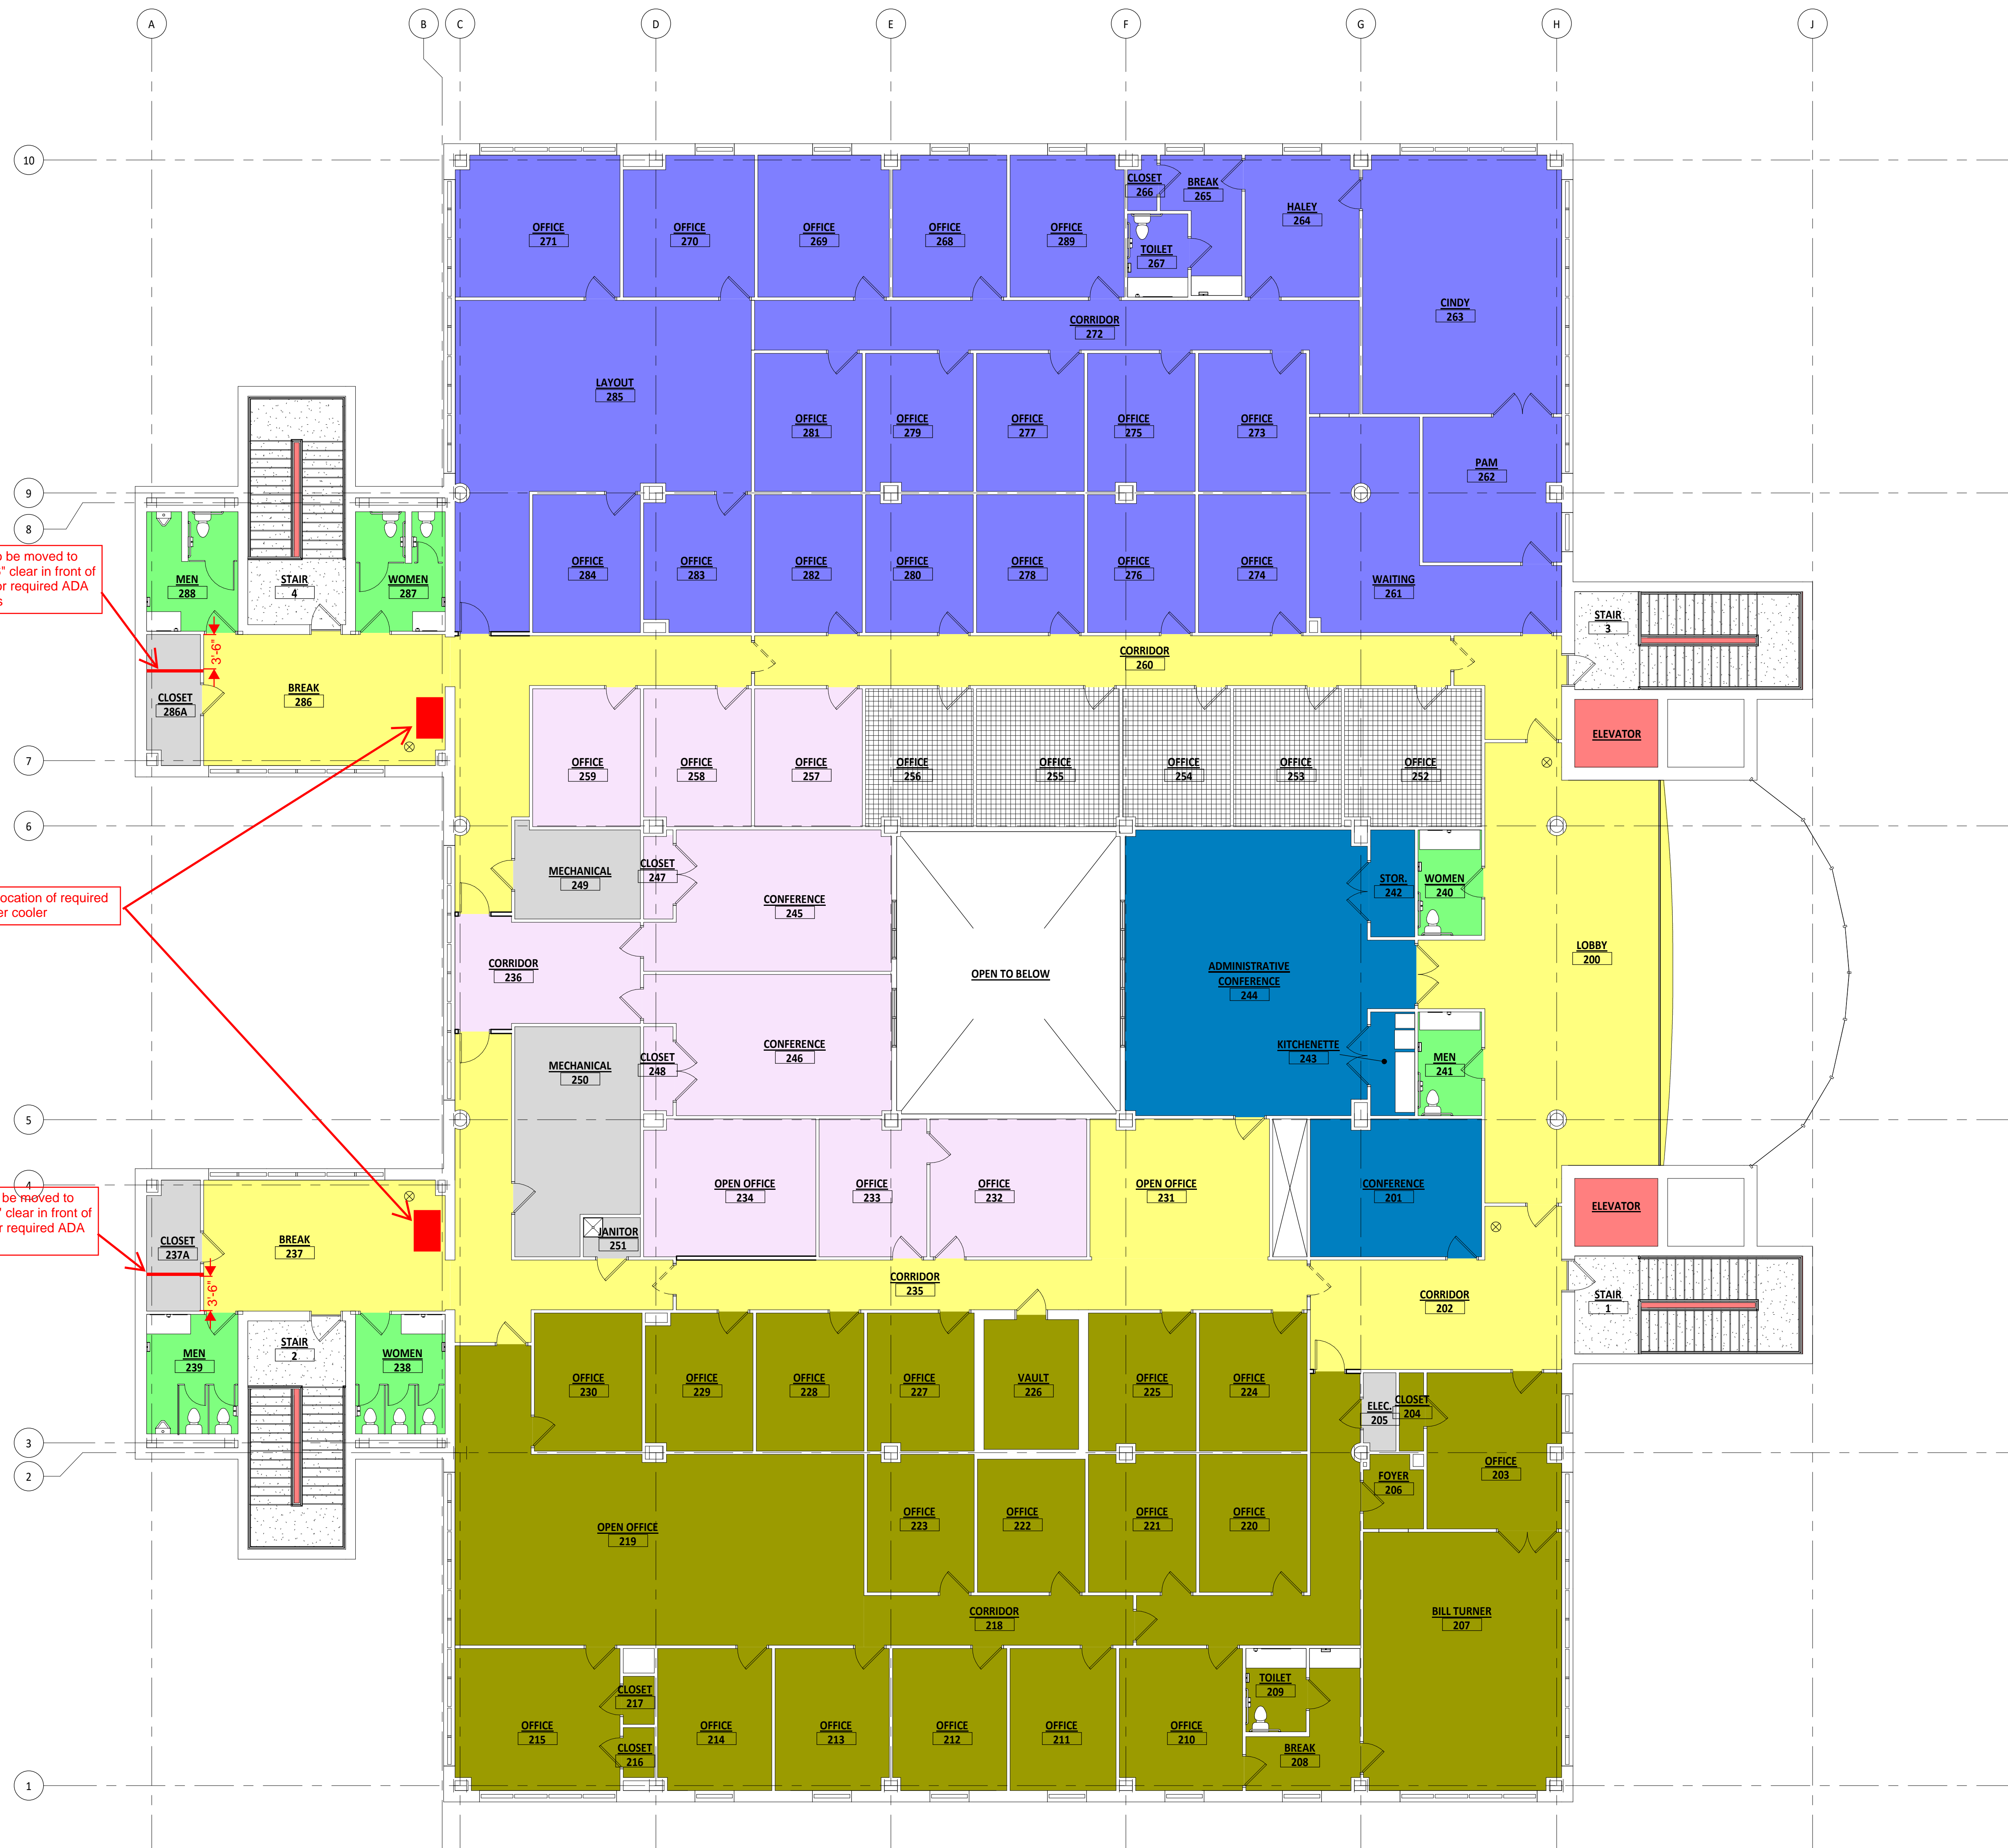 A
B
C
D
E
F
G
H
J
10
CLOSET
266
BREAK
265
HALEY
264
OFFICE
271
OFFICE
270
OFFICE
269
OFFICE
268
OFFICE
289
TOILET
267
CINDY
263
CORRIDOR
272
LAYOUT
285
OFFICE
281
OFFICE
279
OFFICE
277
OFFICE
275
OFFICE
273
PAM
262
9
8
o be moved to
" clear in front of
or required ADA
s
MEN
288
STAIR
4
WOMEN
287
OFFICE
284
OFFICE
283
OFFICE
282
OFFICE
280
OFFICE
278
OFFICE
276
OFFICE
274
WAITING
261
STAIR
3
3'-6"
CORRIDOR
260
CLOSET
286A
BREAK
286
ELEVATOR
7
OFFICE
259
OFFICE
258
OFFICE
257
OFFICE
256
OFFICE
255
OFFICE
254
OFFICE
253
OFFICE
252
6
MECHANICAL
249
CLOSET
247
CONFERENCE
245
STOR.
242
WOMEN
240
ocation of required
er cooler
CORRIDOR
236
OPEN TO BELOW
ADMINISTRATIVE
CONFERENCE
244
LOBBY
200
MECHANICAL
250
CLOSET
248
CONFERENCE
246
KITCHENETTE
243
MEN
241
5
4
be moved to
" clear in front of
r required ADA
CLOSET
237A
BREAK
237
3'-6"
OPEN OFFICE
234
OFFICE
233
OFFICE
232
OPEN OFFICE
231
CONFERENCE
201
ELEVATOR
JANITOR
251
CORRIDOR
235
CORRIDOR
202
STAIR
1
MEN
239
STAIR
2
WOMEN
238
OFFICE
230
OFFICE
229
OFFICE
228
OFFICE
227
VAULT
226
OFFICE
225
OFFICE
224
ELEC.
205
CLOSET
204
3
2
OFFICE
203
FOYER
206
OPEN OFFICE
219
OFFICE
223
OFFICE
222
OFFICE
221
OFFICE
220
CORRIDOR
218
BILL TURNER
207
OFFICE
215
CLOSET
217
CLOSET
216
OFFICE
214
OFFICE
213
OFFICE
212
OFFICE
211
OFFICE
210
TOILET
209
BREAK
208
1